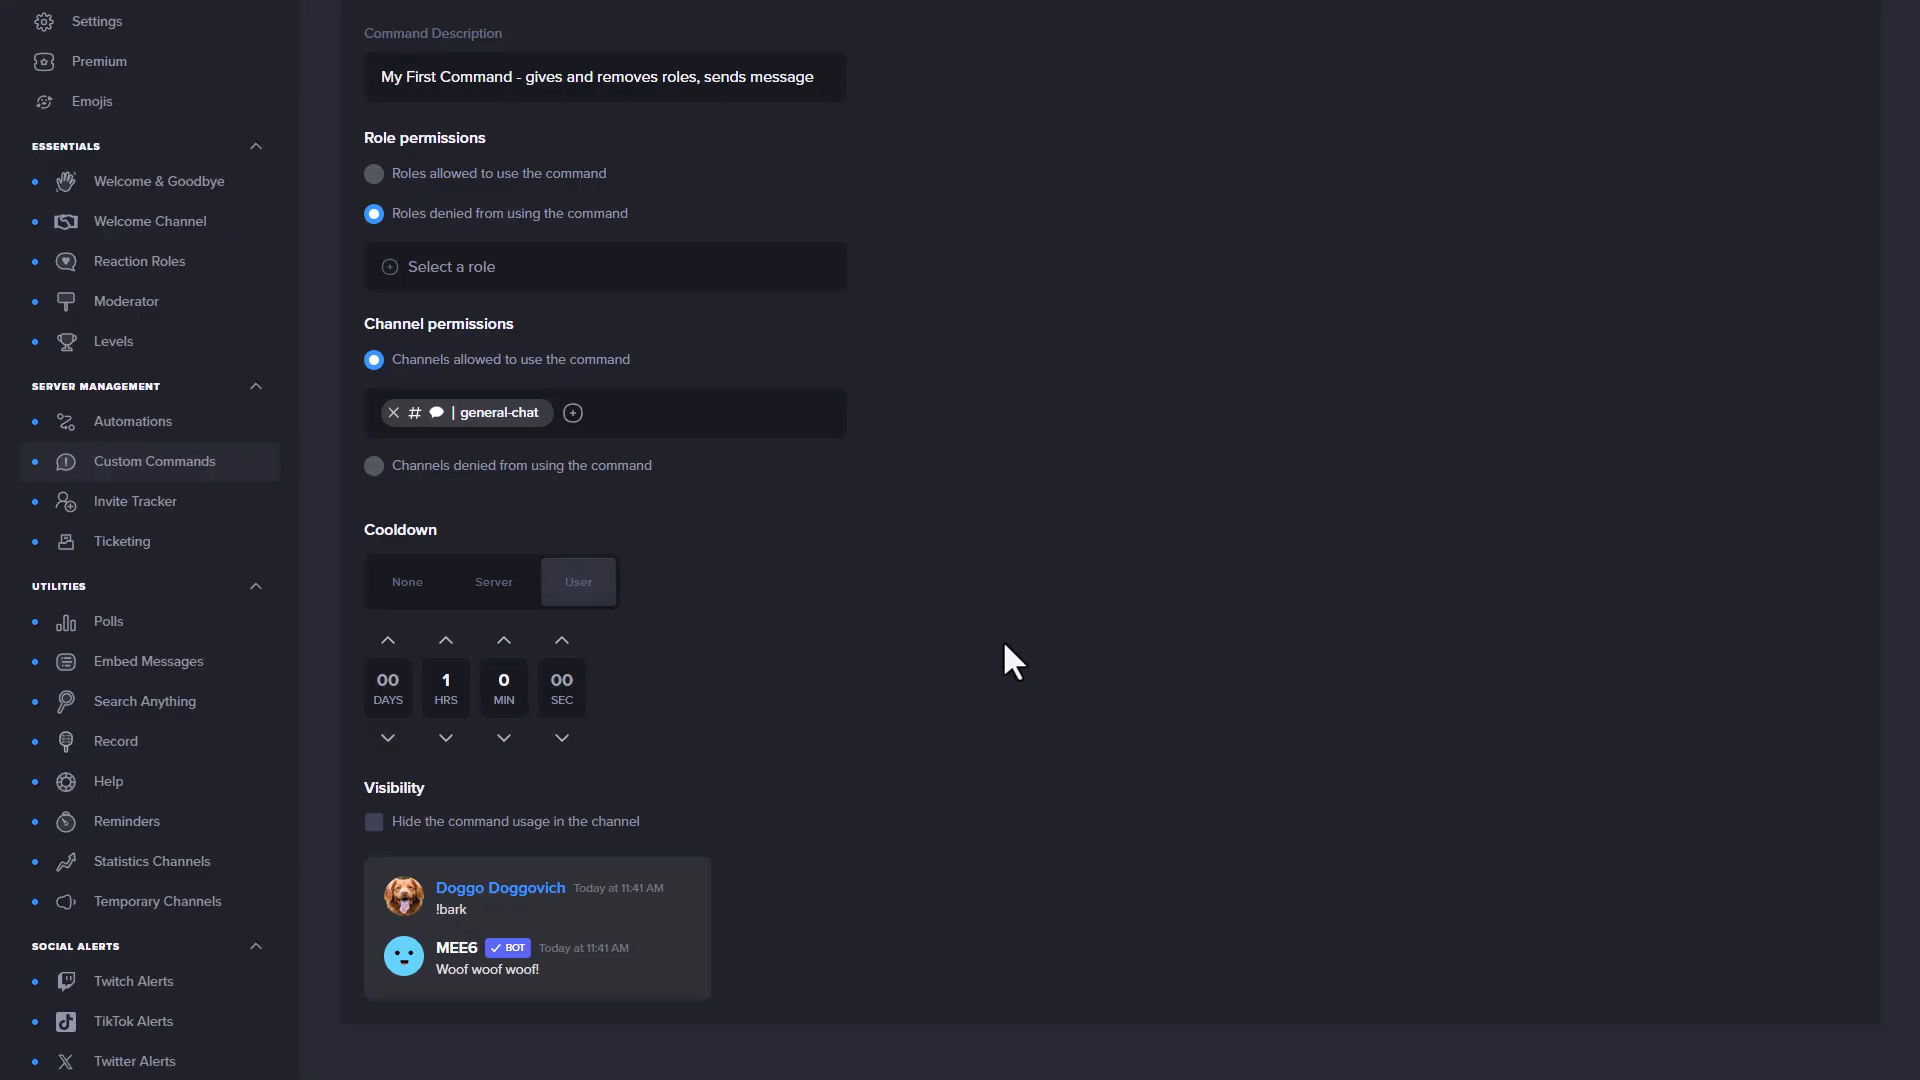 Settings
Premium
Emojis
ESSENTIALS
Welcome & Goodbye
Welcome Channel
Reaction Roles
Moderator
Levels
SERVER MANAGEMENT
Automations
Custom Commands
Invite Tracker
Ticketing
UTILITIES
Polls
Embed Messages
Search Anything
Record
Help
Reminders
Statistics Channels
Temporary Channels
SOCIAL ALERTS
Twitch Alerts
TikTok Alerts
Twitter Alerts
Command Description
My First Command - gives and removes roles, sends message
Role permissions
Roles allowed to use the command
Roles denied from using the command
Select a role
Channel permissions
Channels allowed to use the command
# | general-chat
Channels denied from using the command
Cooldown
None Server User
00 1 0 00
DAYS HRS MIN SEC
Visibility
Hide the command usage in the channel
Doggo Doggovich Today at 11:41 AM
!bark
MEE6 BOT Today at 11:41 AM
Woof woof woof!